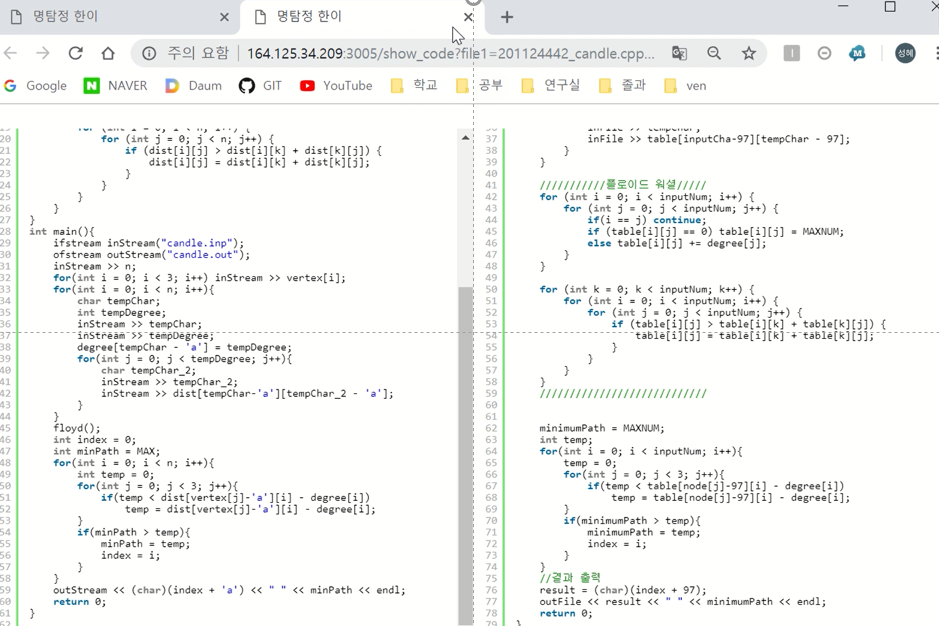 명탐정 한이
명탐정 한이
주의 요함 164.125.34.209:3005/show_code?file1=201124442_candle.cpp...
성혜
Google NAVER Daum GIT YouTube 학교 공부 연구실 졸과 ven
20 for (int j = 0; j < n; j++) {
21 if (dist[i][j] > dist[i][k] + dist[k][j]) {
22 dist[i][j] = dist[i][k] + dist[k][j];
23 }
24 }
25 }
26 }
27 }
28 int main(){
29 ifstream inStream("candle.inp");
30 ofstream outStream("candle.out");
31 inStream >> n;
32 for(int i = 0; i < 3; i++) inStream >> vertex[i];
33 for(int i = 0; i < n; i++){
34 char tempChar;
35 int tempDegree;
36 inStream >> tempChar;
37 inStream >> tempDegree;
38 degree[tempChar - 'a'] = tempDegree;
39 for(int j = 0; j < tempDegree; j++){
40 char tempChar_2;
41 inStream >> tempChar_2;
42 inStream >> dist[tempChar-'a'][tempChar_2 - 'a'];
43 }
44 }
45 floyd();
46 int index = 0;
47 int minPath = MAX;
48 for(int i = 0; i < n; i++){
49 int temp = 0;
50 for(int j = 0; j < 3; j++){
51 if(temp < dist[vertex[j]-'a'][i] - degree[i])
52 temp = dist[vertex[j]-'a'][i] - degree[i];
53 }
54 if(minPath > temp){
55 minPath = temp;
56 index = i;
57 }
58 }
59 outStream << (char)(index + 'a') << " " << minPath << endl;
60 return 0;
61 }
37 inFile >> table[inputCha-97][tempChar - 97];
38 }
39 }
40
41 ///////////플로이드 워셜/////
42 for (int i = 0; i < inputNum; i++) {
43 for (int j = 0; j < inputNum; j++) {
44 if(i == j) continue;
45 if (table[i][j] == 0) table[i][j] = MAXNUM;
46 else table[i][j] += degree[j];
47 }
48 }
49
50 for (int k = 0; k < inputNum; k++) {
51 for (int i = 0; i < inputNum; i++) {
52 for (int j = 0; j < inputNum; j++) {
53 if (table[i][j] > table[i][k] + table[k][j]) {
54 table[i][j] = table[i][k] + table[k][j];
55 }
56 }
57 }
58 }
59 ////////////////////////////
60
61
62 minimumPath = MAXNUM;
63 int temp;
64 for(int i = 0; i < inputNum; i++){
65 temp = 0;
66 for(int j = 0; j < 3; j++){
67 if(temp < table[node[j]-97][i] - degree[i])
68 temp = table[node[j]-97][i] - degree[i];
69 }
70 }
71 if(minimumPath > temp){
71 minimumPath = temp;
72 index = i;
73 }
74 }
75 //결과 출력
76 result = (char)(index + 97);
77 outFile << result << " " << minimumPath << endl;
78 return 0;
79 }